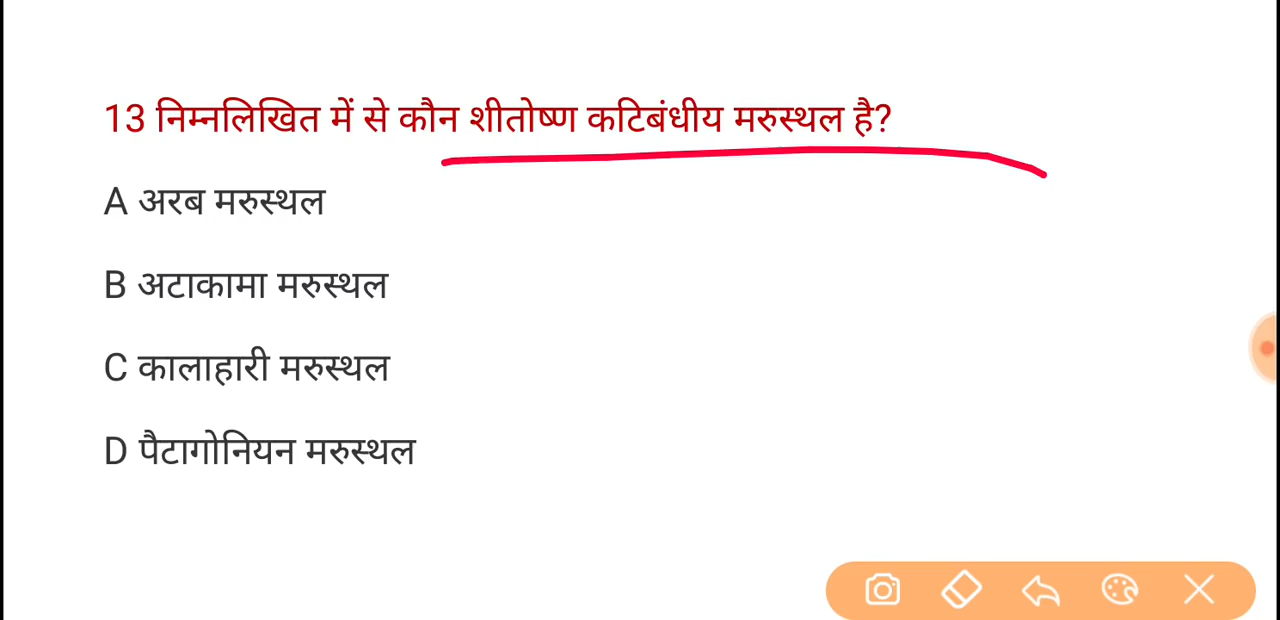 13 निम्नलिखित में से कौन शीतोष्ण कटिबंधीय मरुस्थल है?
A अरब मरुस्थल
B अटाकामा मरुस्थल
C कालाहारी मरुस्थल
D पैटागोनियन मरुस्थल